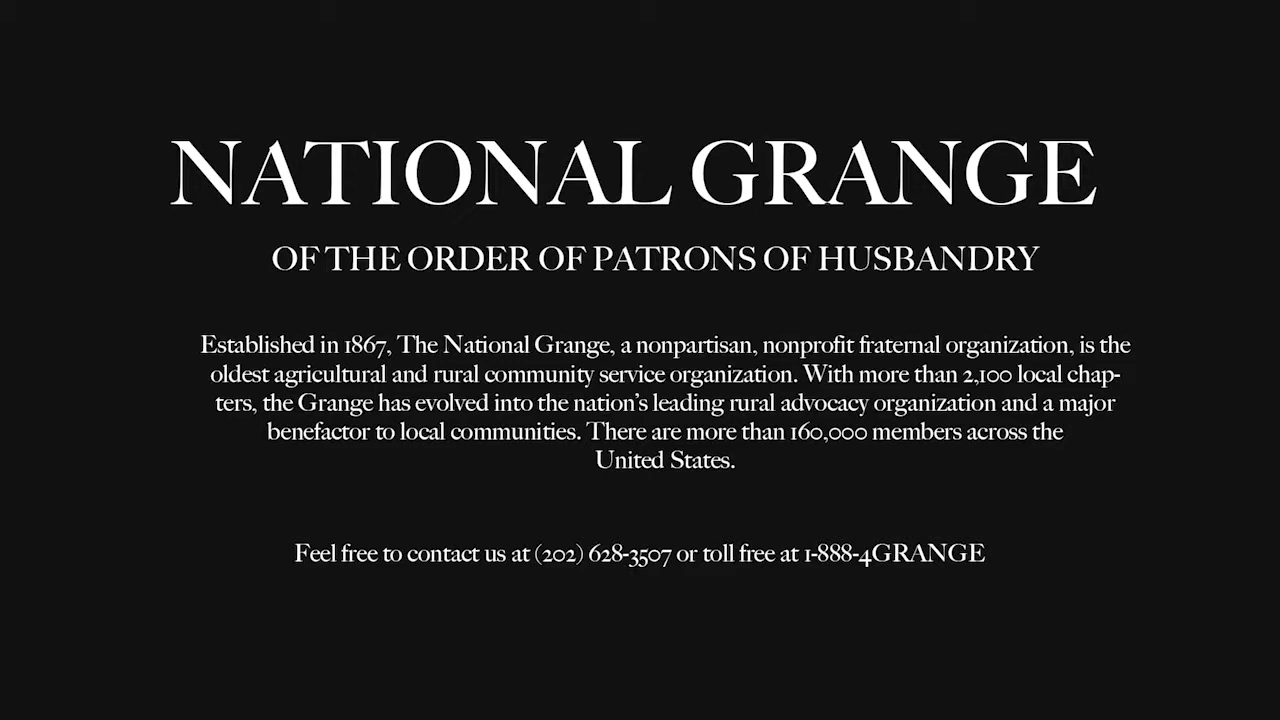 NATIONAL GRANGE
OF THE ORDER OF PATRONS OF HUSBANDRY
Established in 1867, The National Grange, a nonpartisan, nonprofit fraternal organization, is the
oldest agricultural and rural community service organization. With more than 2,100 local chap-
ters, the Grange has evolved into the nation's leading rural advocacy organization and a major
benefactor to local communities. There are more than 160,000 members across the
United States.
Feel free to contact us at (202) 628-3507 or toll free at 1-888-4GRANGE